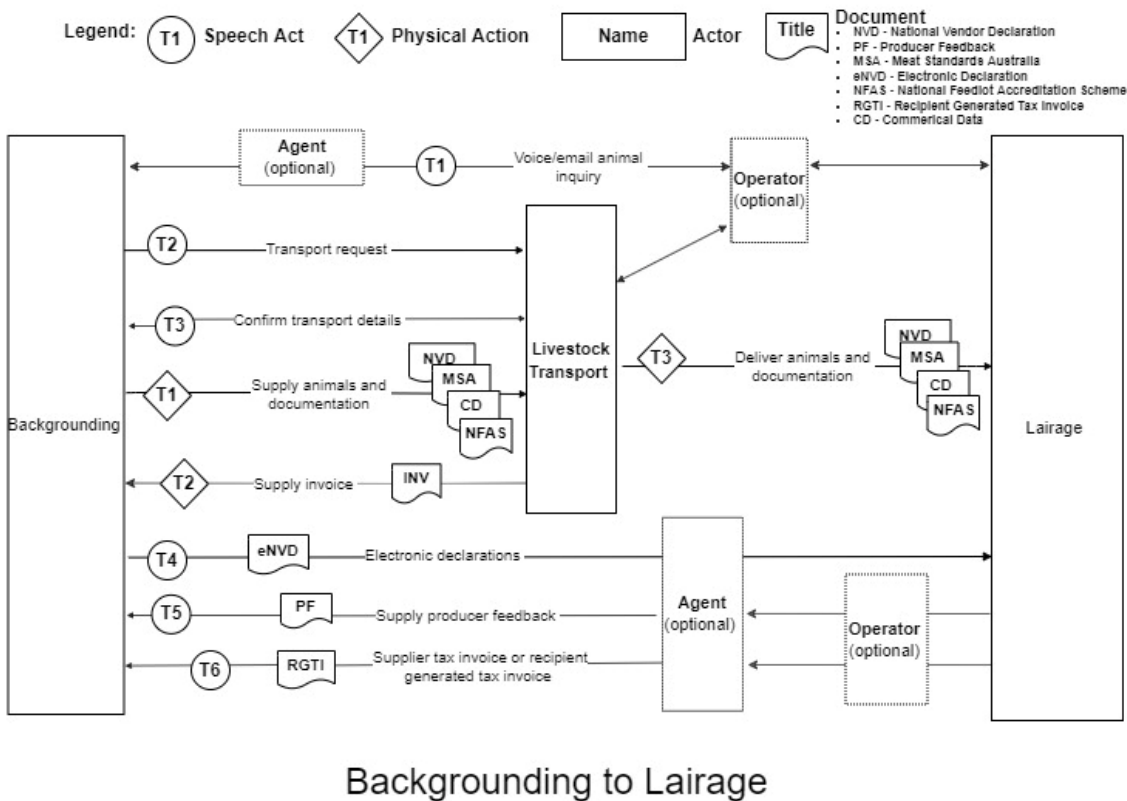 Legend:
T1
Speech Act
T1
Physical Action
Name
Actor
Title
Document
NVD - National Vendor Declaration
PF - Producer Feedback
MSA - Meat Standards Australia
eNVD - Electronic Declaration
NFAS - National Feedlot Accreditation Scheme
RGTI - Recipient Generated Tax Invoice
CD - Commerical Data
Agent
(optional)
T1
Voice/email animal
inquiry
Operator
(optional)
T2
Transport request
T3
Confirm transport details
Livestock
Transport
T1
Supply animals and
documentation
NVD
MSA
CD
NFAS
T3
Deliver animals and
documentation
NVD
MSA
CD
NFAS
Backgrounding
Lairage
T2
Supply invoice
INV
T4
eNVD
Electronic declarations
T5
PF
Supply producer feedback
Agent
(optional)
Operator
(optional)
T6
RGTI
Supplier tax invoice or recipient
generated tax invoice
Backgrounding to Lairage